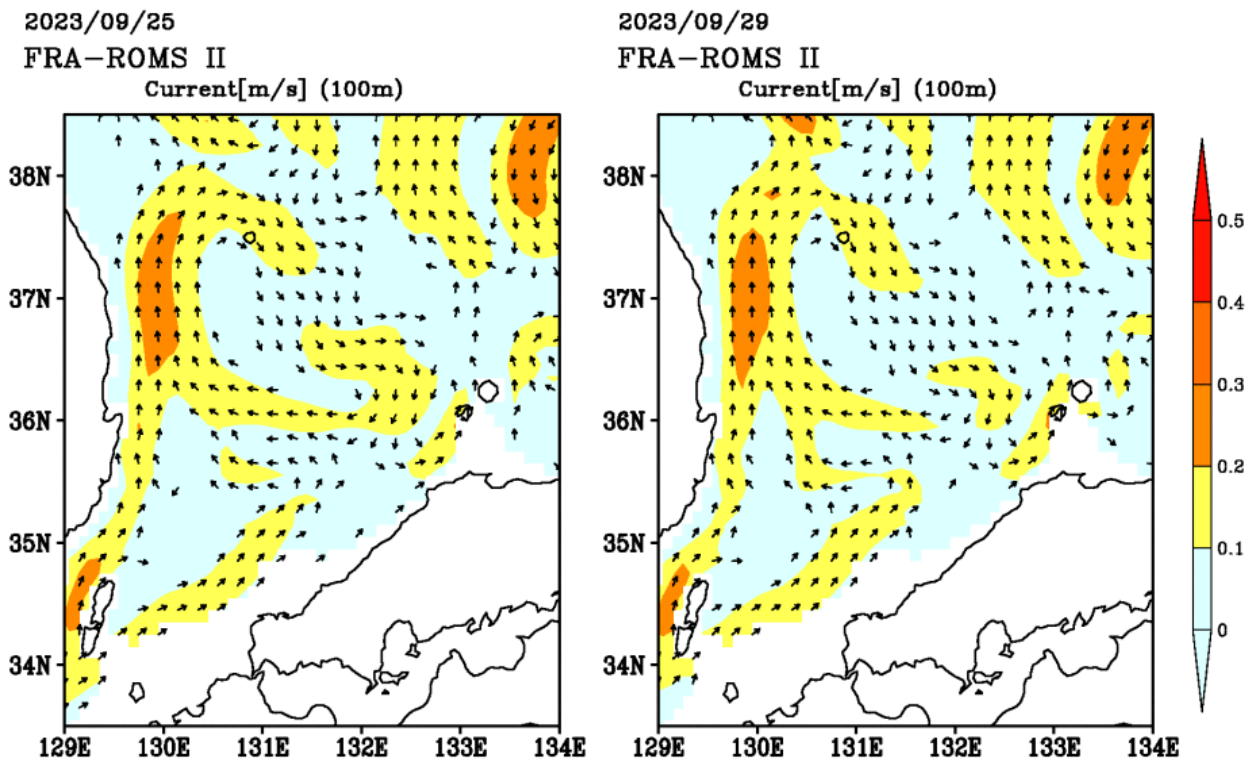 2023/09/25
FRA-ROMS II
Current[m/s] (100m)
38N
37N
36N
35N
34N
129E 130E 131E 132E 133E 134E
2023/09/29
FRA-ROMS II
Current[m/s] (100m)
38N
37N
36N
35N
34N
129E 130E 131E 132E 133E 134E
0.5
0.4
0.3
0.2
0.1
0